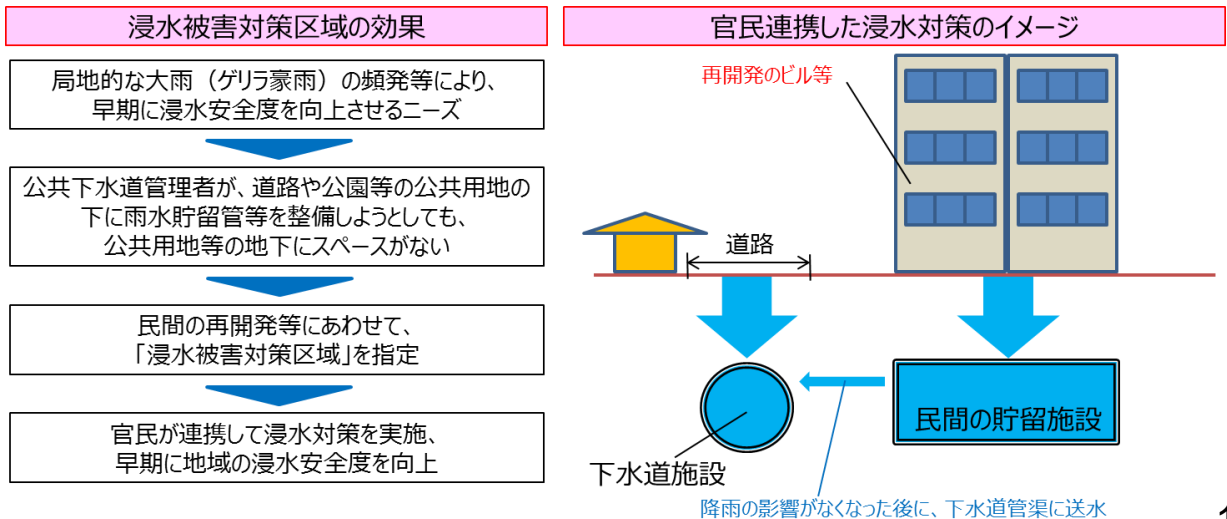 浸水被害対策区域の効果
局地的な大雨（ゲリラ豪雨）の頻発等により、
早期に浸水安全度を向上させるニーズ
公共下水道管理者が、道路や公園等の公共用地の
下に雨水貯留管等を整備しようとしても、
公共用地等の地下にスペースがない
民間の再開発等にあわせて、
「浸水被害対策区域」を指定
官民が連携して浸水対策を実施、
早期に地域の浸水安全度を向上
官民連携した浸水対策のイメージ
再開発のビル等
道路
民間の貯留施設
下水道施設
降雨の影響がなくなった後に、下水道管渠に送水